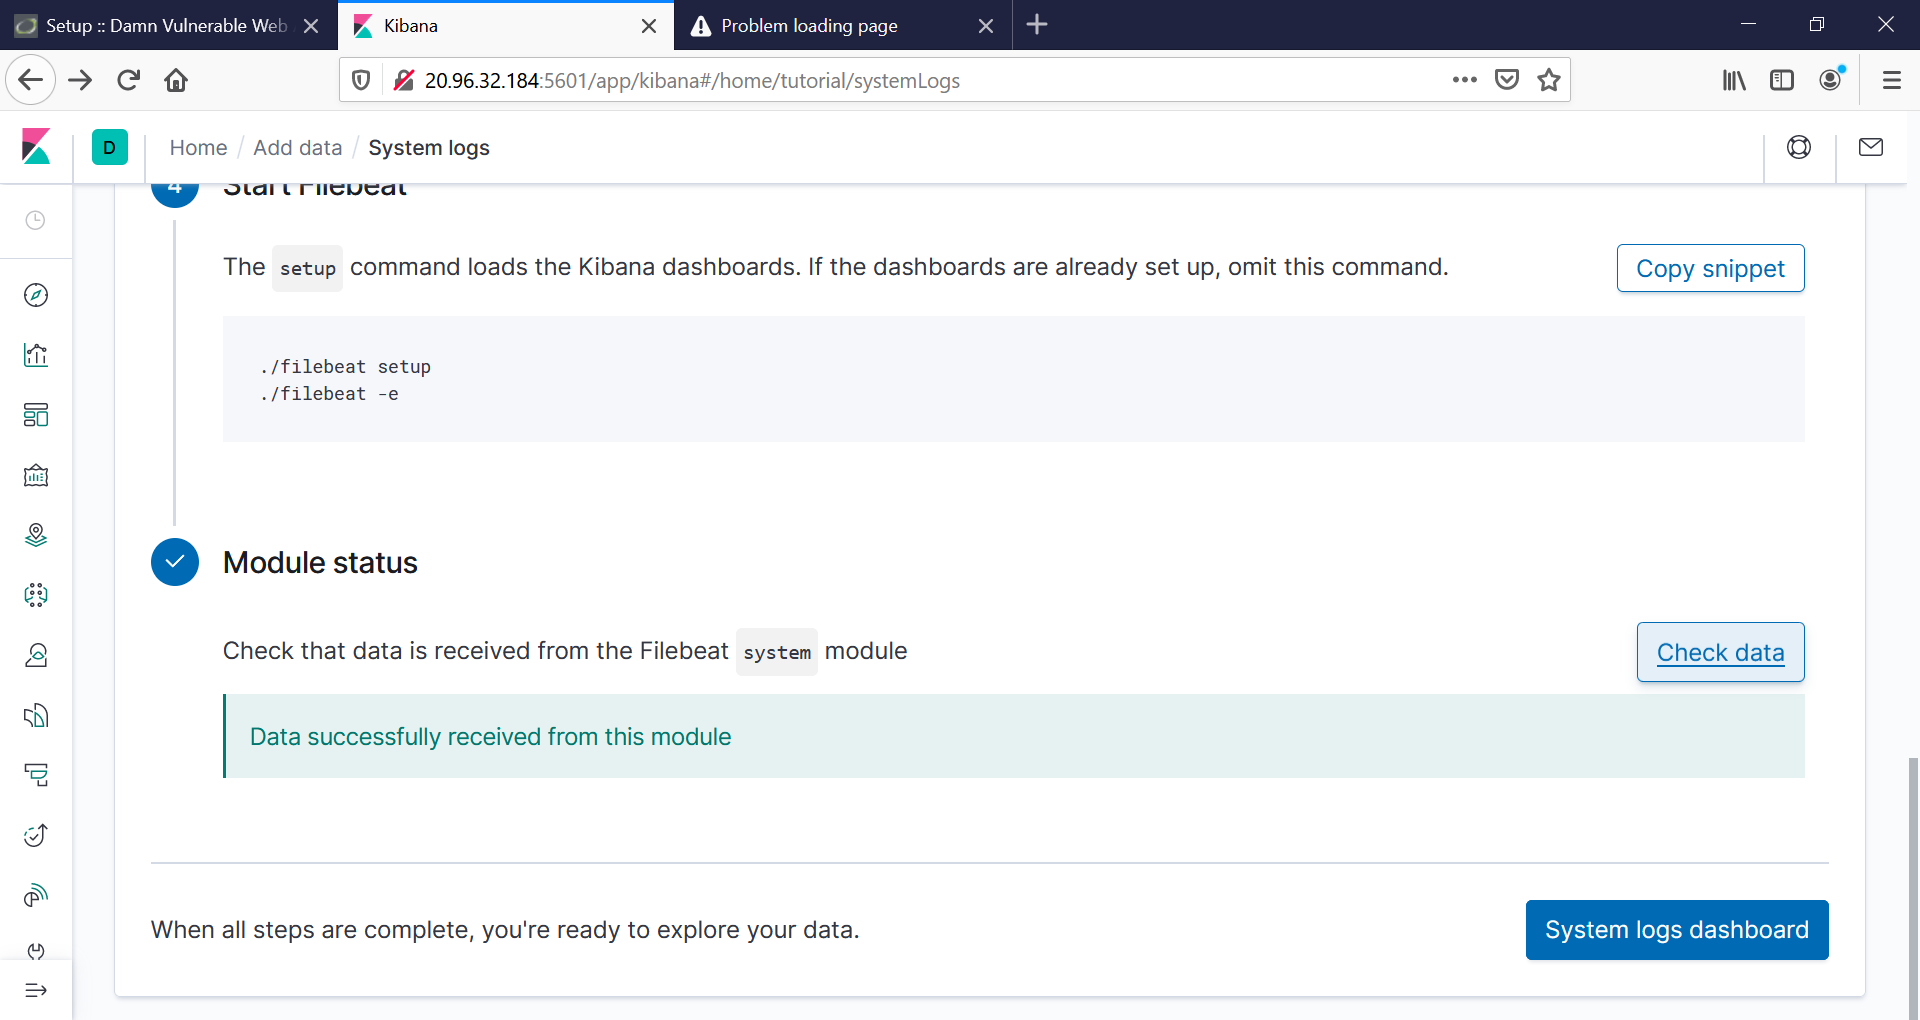 Setup :: Damn Vulnerable Web
Kibana
Problem loading page
20.96.32.184:5601/app/kibana#/home/tutorial/systemLogs
D
Home / Add data / System logs
4
Start Filebeat
The setup command loads the Kibana dashboards. If the dashboards are already set up, omit this command.
Copy snippet
./filebeat setup
./filebeat -e
Module status
Check that data is received from the Filebeat system module
Check data
Data successfully received from this module
When all steps are complete, you're ready to explore your data.
System logs dashboard